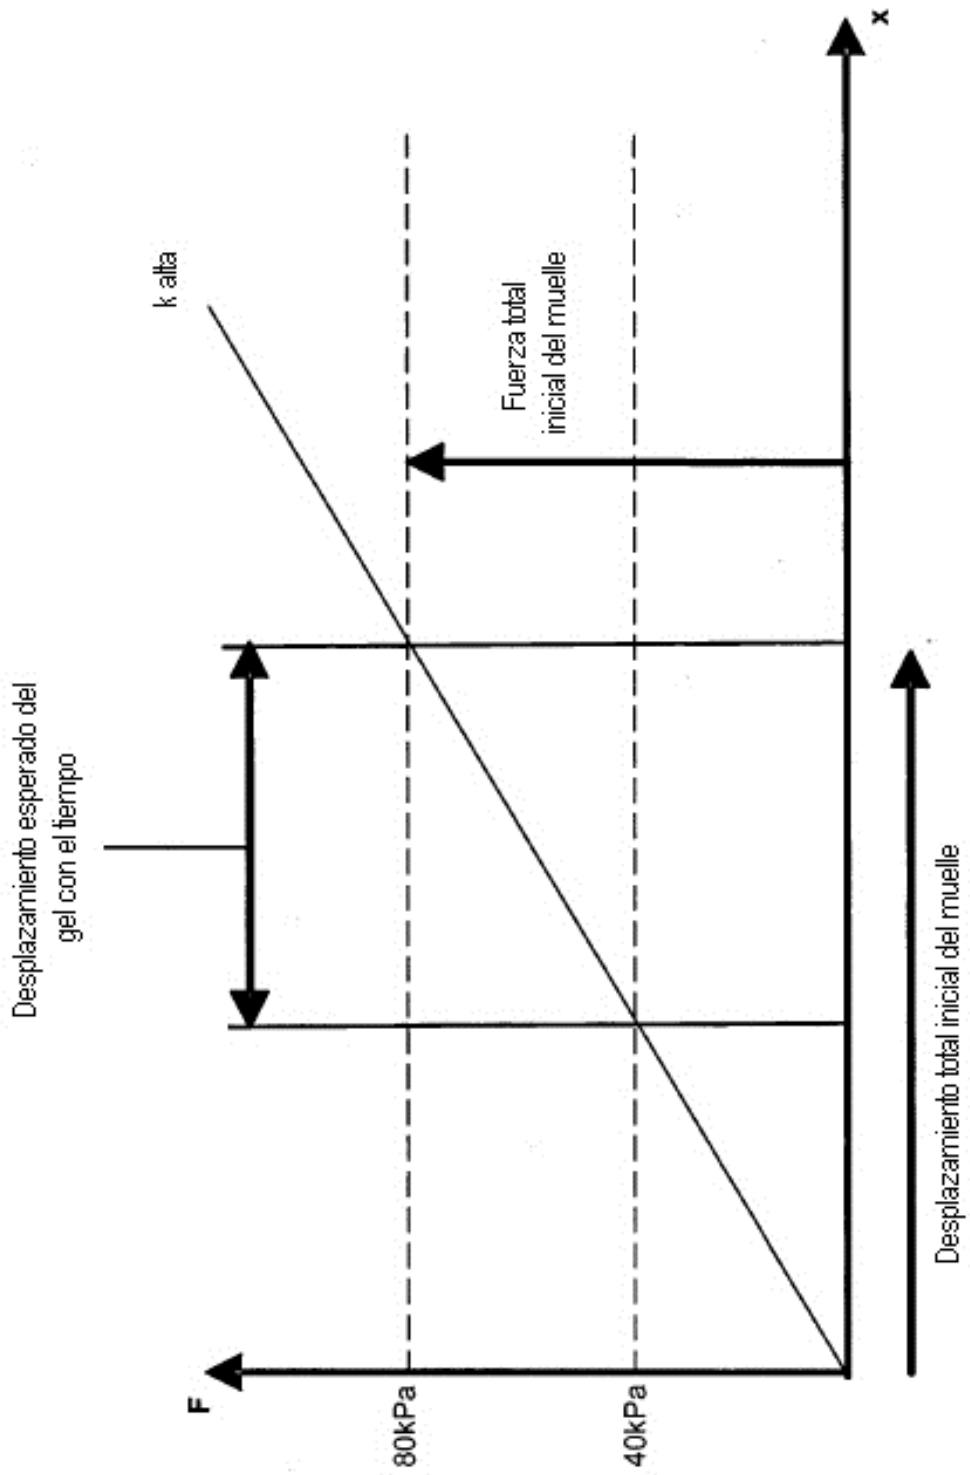 Desplazamiento esperado del
gel con el tiempo
k alta
Fuerza total
inicial del muelle
F
80kPa
40kPa
x
Desplazamiento total inicial del muelle